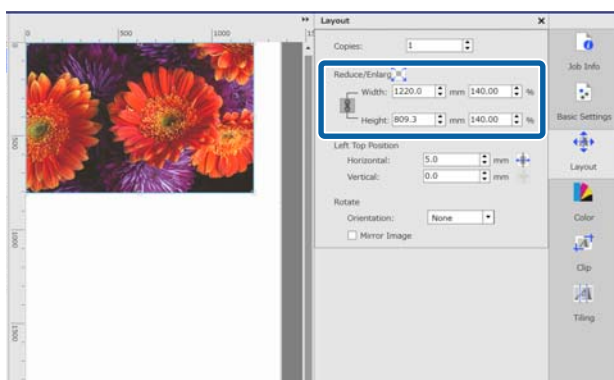 Layout
Copies: 1
Reduce/Enlarg
Width: 1220.0 mm 140.00 %
Height: 809.3 mm 140.00 %
Left Top Position
Horizontal: 5.0 mm
Vertical: 0.0 mm
Rotate
Orientation: None
Mirror Image
Job Info
Basic Settings
Layout
Color
Clip
Tiling
0 500 1000
0
500
1000
1500